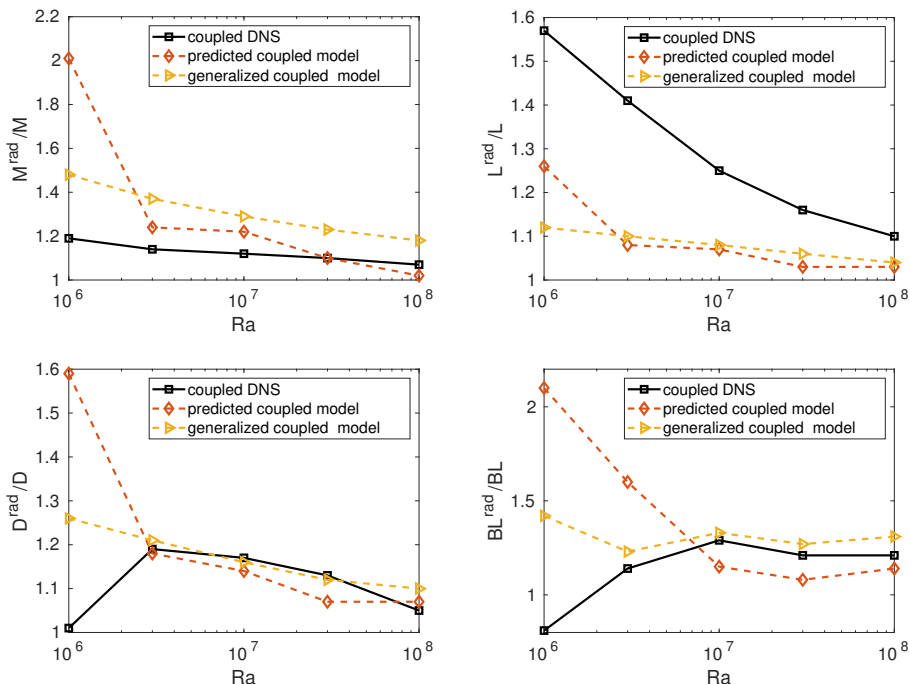 2.2
2
1.8
1.6
1.4
1.2
1
M^rad/M
10^6
10^7
10^8
Ra
coupled DNS
predicted coupled model
generalized coupled model
1.6
1.5
1.4
1.3
1.2
1.1
1
L^rad/L
10^6
10^7
10^8
Ra
coupled DNS
predicted coupled model
generalized coupled model
1.6
1.5
1.4
1.3
1.2
1.1
1
D^rad/D
10^6
10^7
10^8
Ra
coupled DNS
predicted coupled model
generalized coupled model
2
1.5
1
BL^rad/BL
10^6
10^7
10^8
Ra
coupled DNS
predicted coupled model
generalized coupled model